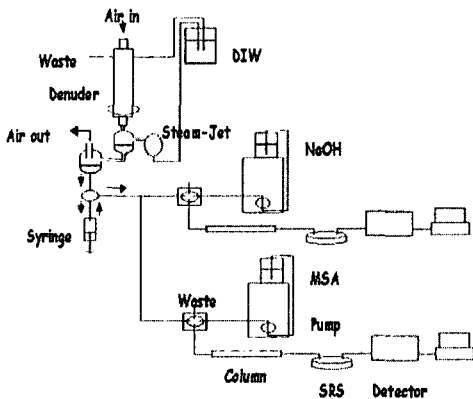 Air in
Waste
DIW
Denuder
Steam-Jet
Air out
NaOH
Syringe
MSA
Waste
Pump
Column
SRS
Detector